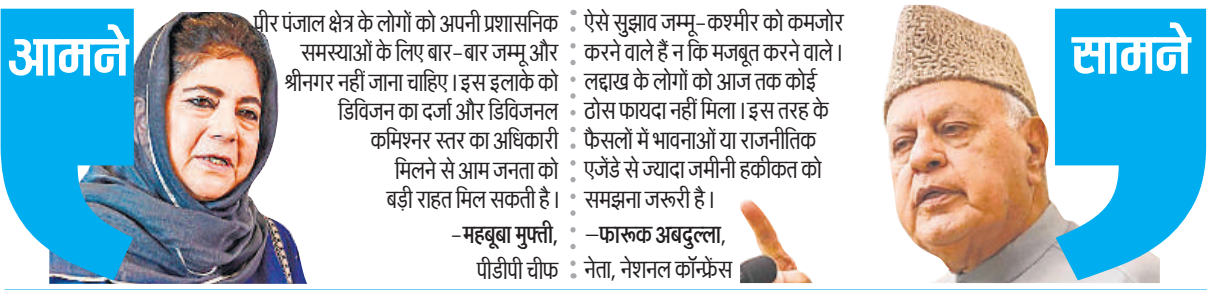 आमने
पीर पंजाल क्षेत्र के लोगों को अपनी प्रशासनिक
समस्याओं के लिए बार-बार जम्मू और
श्रीनगर नहीं जाना चाहिए। इस इलाके को
डिविजन का दर्जा और डिविजनल
कमिश्नर स्तर का अधिकारी
मिलने से आम जनता को
बड़ी राहत मिल सकती है।
-महबूबा मुफ्ती,
पीडीपी चीफ
ऐसे सुझाव जम्मू-कश्मीर को कमजोर
करने वाले हैं न कि मजबूत करने वाले।
लद्दाख के लोगों को आज तक कोई
ठोस फायदा नहीं मिला। इस तरह के
फैसलों में भावनाओं या राजनीतिक
एजेंडे से ज्यादा जमीनी हकीकत को
समझना जरूरी है।
–फारूक अबदुल्ला,
नेता, नेशनल कॉन्फ्रेंस
सामने